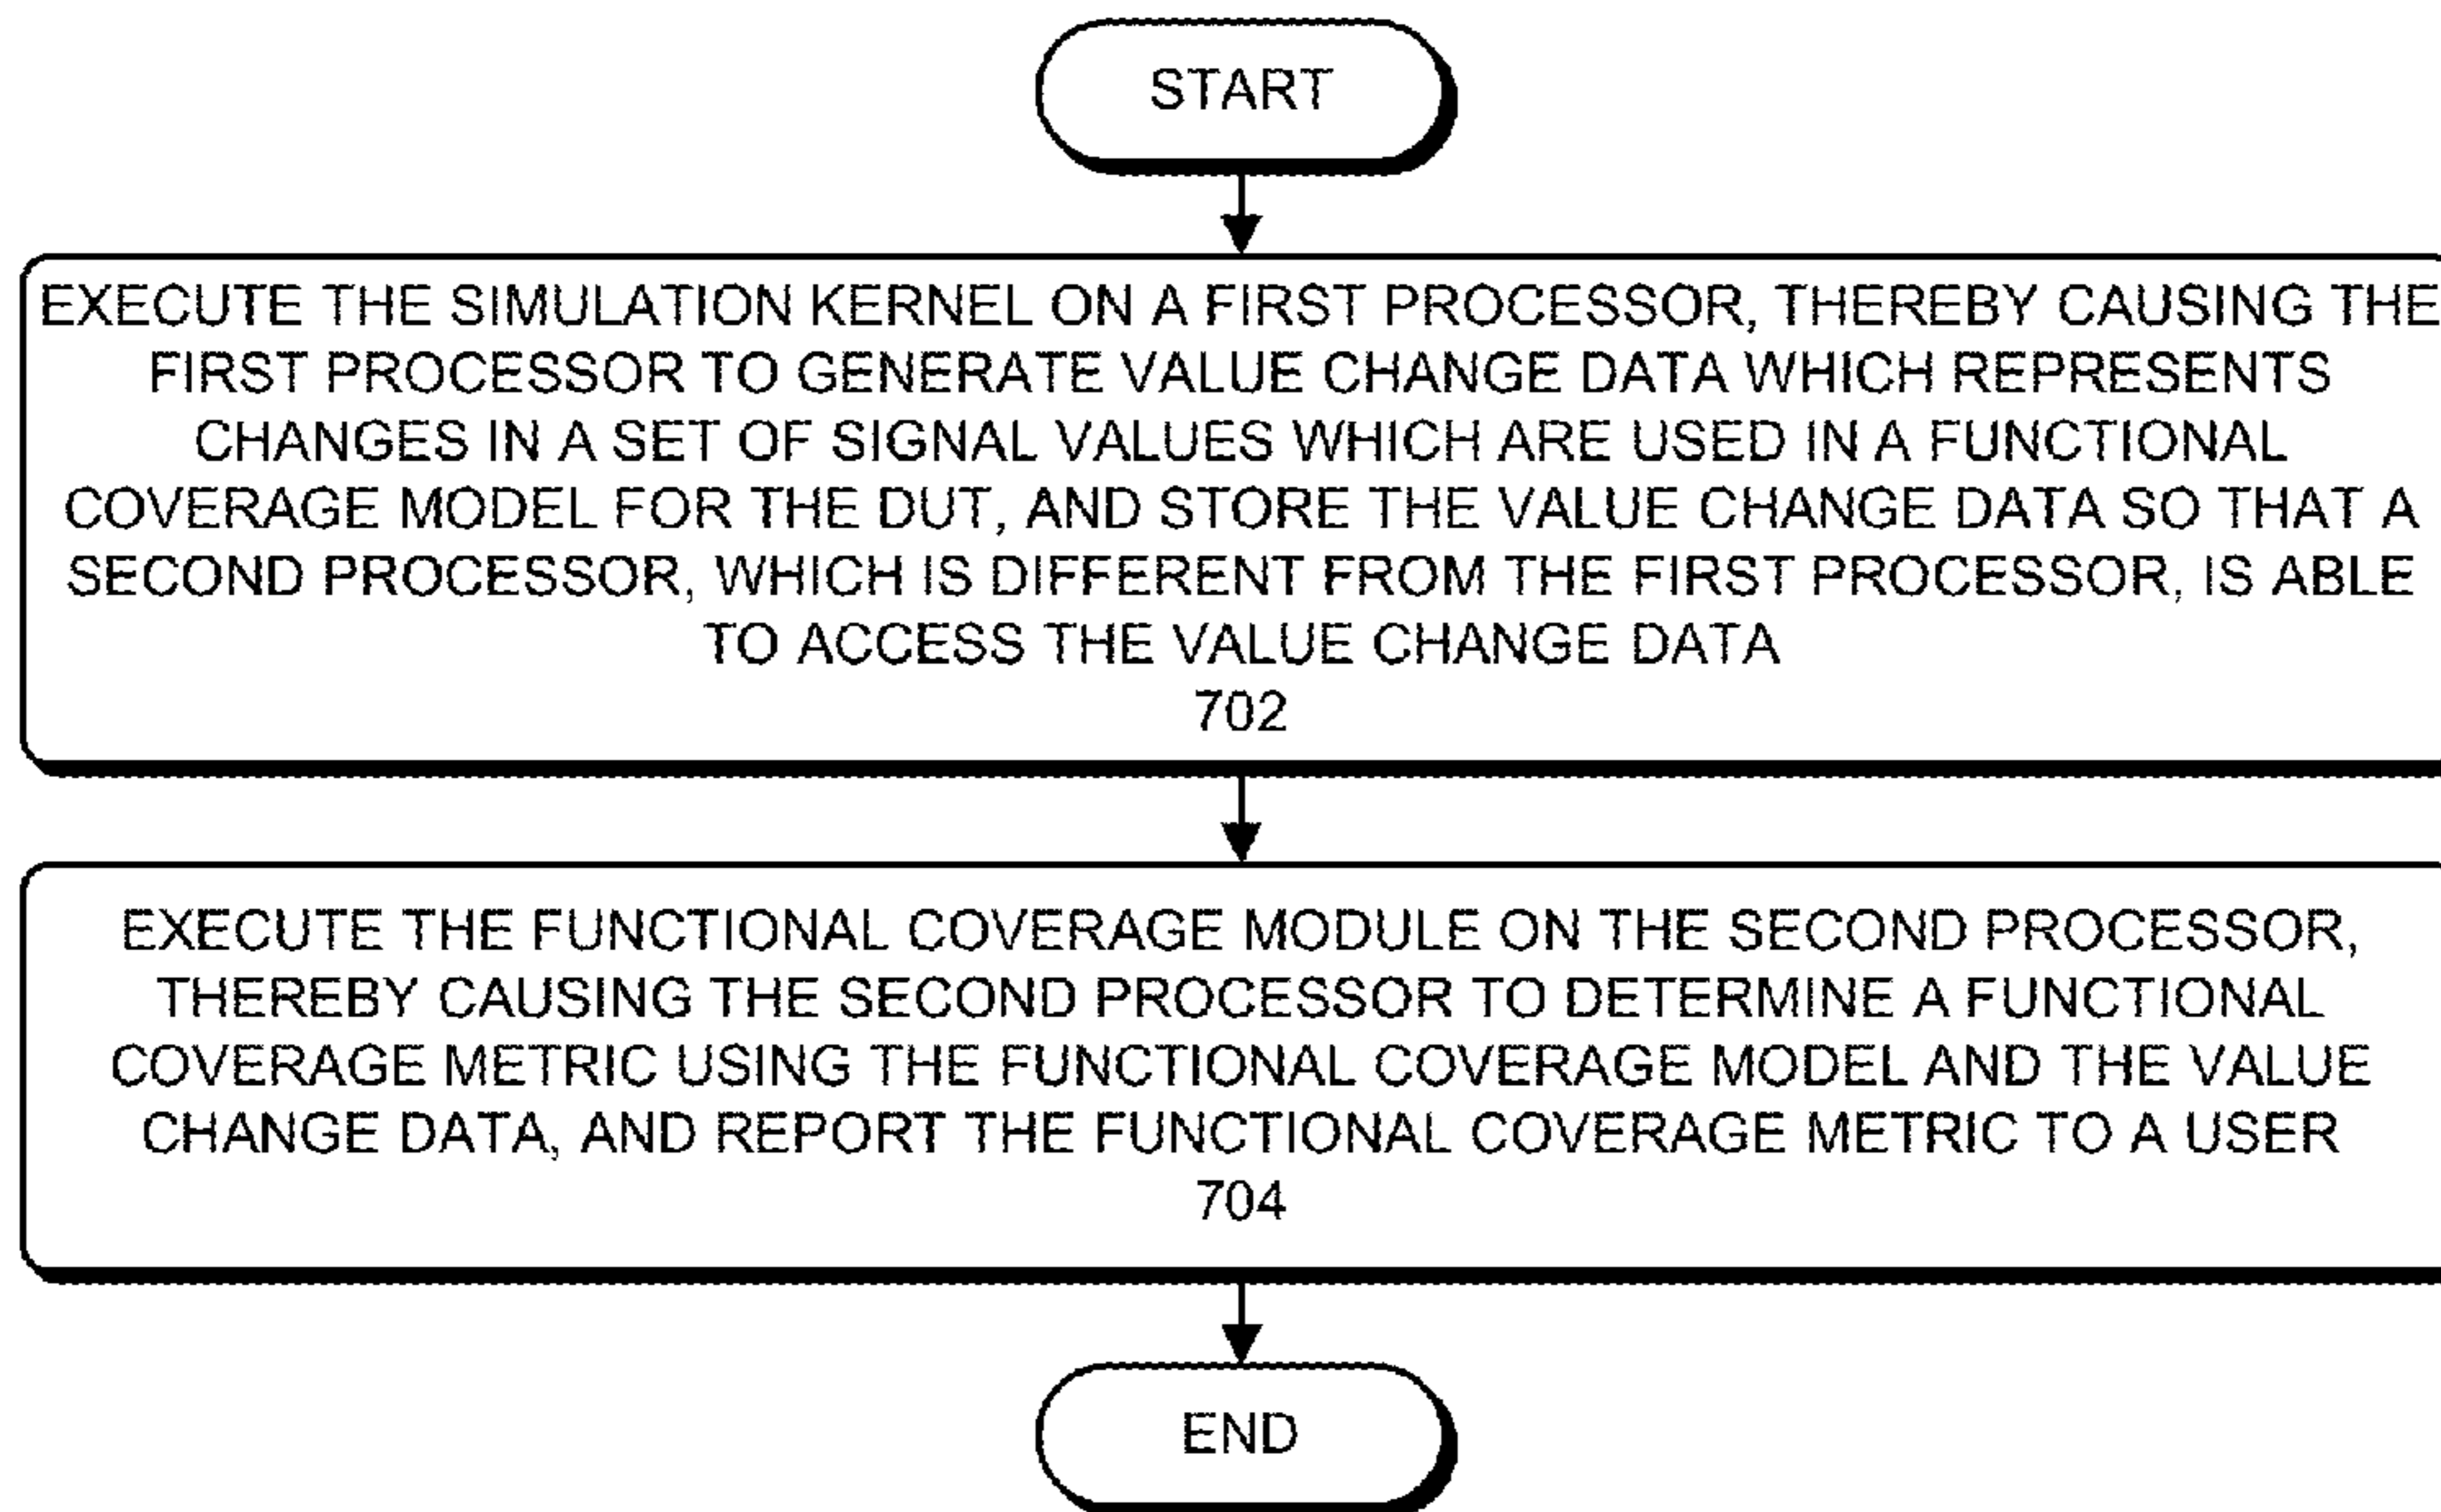 START
EXECUTE THE SIMULATION KERNEL ON A FIRST PROCESSOR, THEREBY CAUSING THE
FIRST PROCESSOR TO GENERATE VALUE CHANGE DATA WHICH REPRESENTS
CHANGES IN A SET OF SIGNAL VALUES WHICH ARE USED IN A FUNCTIONAL
COVERAGE MODEL FOR THE DUT, AND STORE THE VALUE CHANGE DATA SO THAT A
SECOND PROCESSOR, WHICH IS DIFFERENT FROM THE FIRST PROCESSOR, IS ABLE
TO ACCESS THE VALUE CHANGE DATA
702
EXECUTE THE FUNCTIONAL COVERAGE MODULE ON THE SECOND PROCESSOR,
THEREBY CAUSING THE SECOND PROCESSOR TO DETERMINE A FUNCTIONAL
COVERAGE METRIC USING THE FUNCTIONAL COVERAGE MODEL AND THE VALUE
CHANGE DATA, AND REPORT THE FUNCTIONAL COVERAGE METRIC TO A USER
704
END